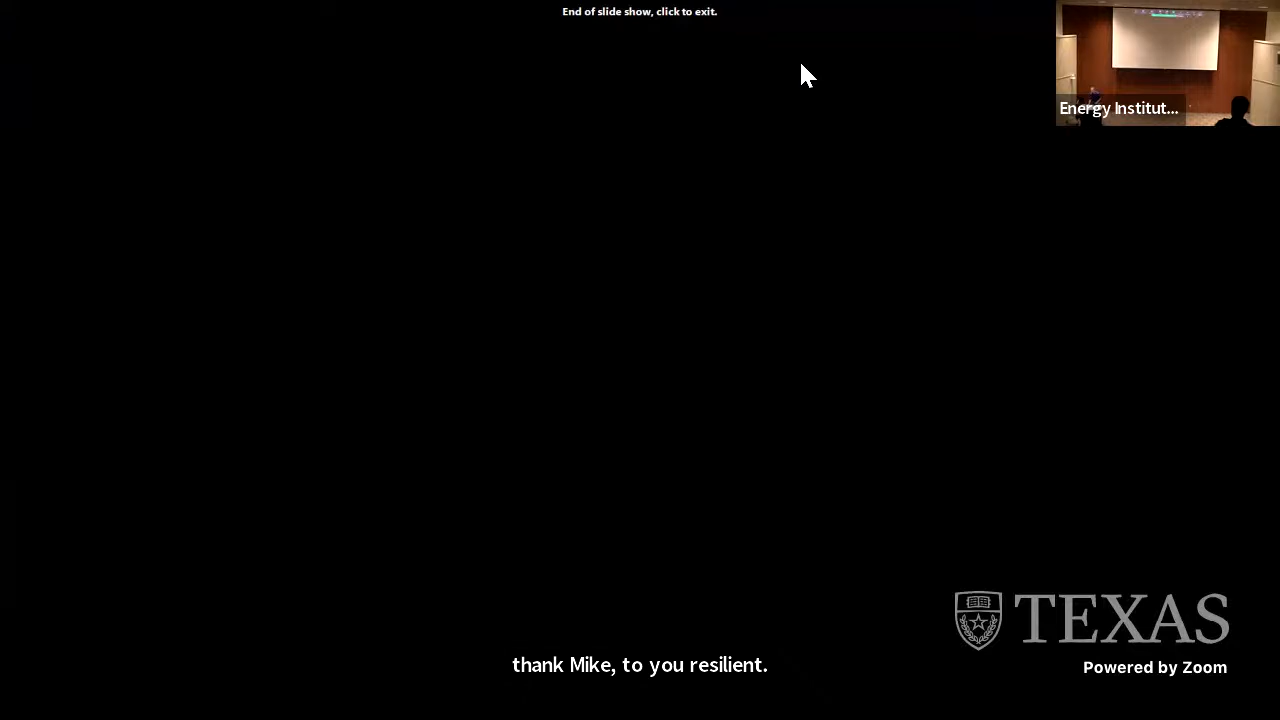 End of slide show, click to exit.
Energy Institut...
TEXAS
Powered by Zoom
thank Mike, to you resilient.